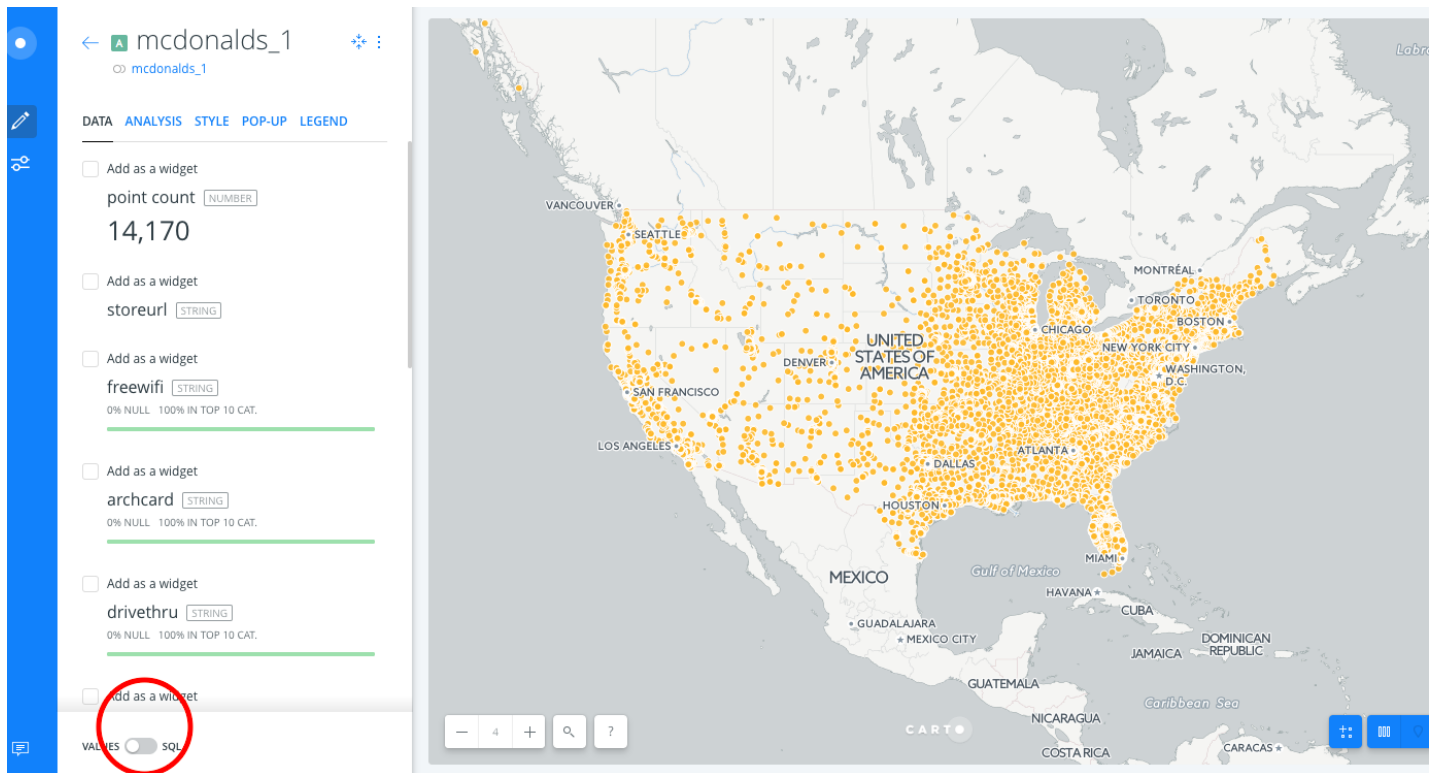 A mcdonalds_1
mcdonalds_1
DATA ANALYSIS STYLE POP-UP LEGEND
Add as a widget
point count NUMBER
14,170
Add as a widget
storeurl STRING
Add as a widget
freewifi STRING
0% NULL 100% IN TOP 10 CAT.
Add as a widget
archcard STRING
0% NULL 100% IN TOP 10 CAT.
Add as a widget
drivethru STRING
0% NULL 100% IN TOP 10 CAT.
Add as a widget
VALUES SQL
Labr
VANCOUVER
SEATTLE
MONTRÉAL
TORONTO
BOSTON
CHICAGO
NEW YORK CITY
UNITED
STATES OF
AMERICA
DENVER
WASHINGTON,
D.C.
SAN FRANCISCO
LOS ANGELES
ATLANTA
DALLAS
HOUSTON
MIAMI
Gulf of Mexico
MEXICO
HAVANA
CUBA
GUADALAJARA
MEXICO CITY
DOMINICAN
REPUBLIC
JAMAICA
GUATEMALA
Caribbean Sea
NICARAGUA
COSTA RICA
CARACAS
4
?
CARTO